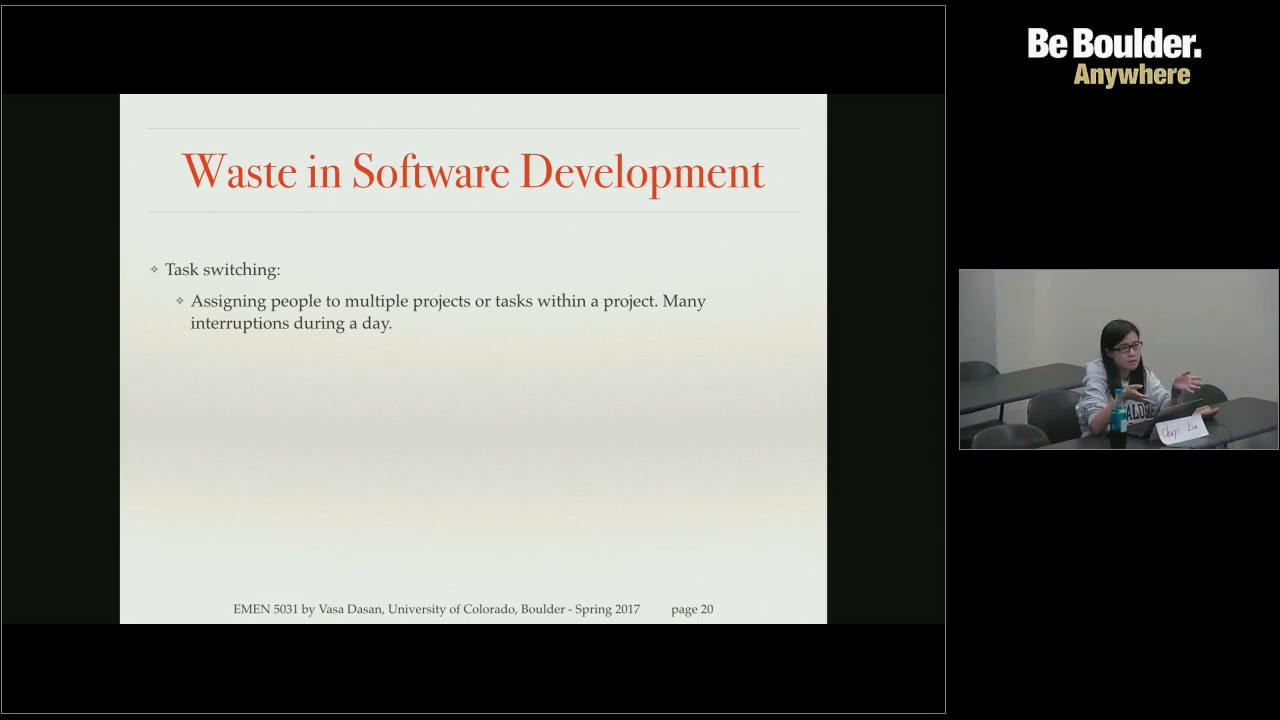 Be Boulder.
Anywhere
Waste in Software Development
❖ Task switching:
❖ Assigning people to multiple projects or tasks within a project. Many
interruptions during a day.
EMEN 5031 by Vasa Dasan, University of Colorado, Boulder - Spring 2017 page 20